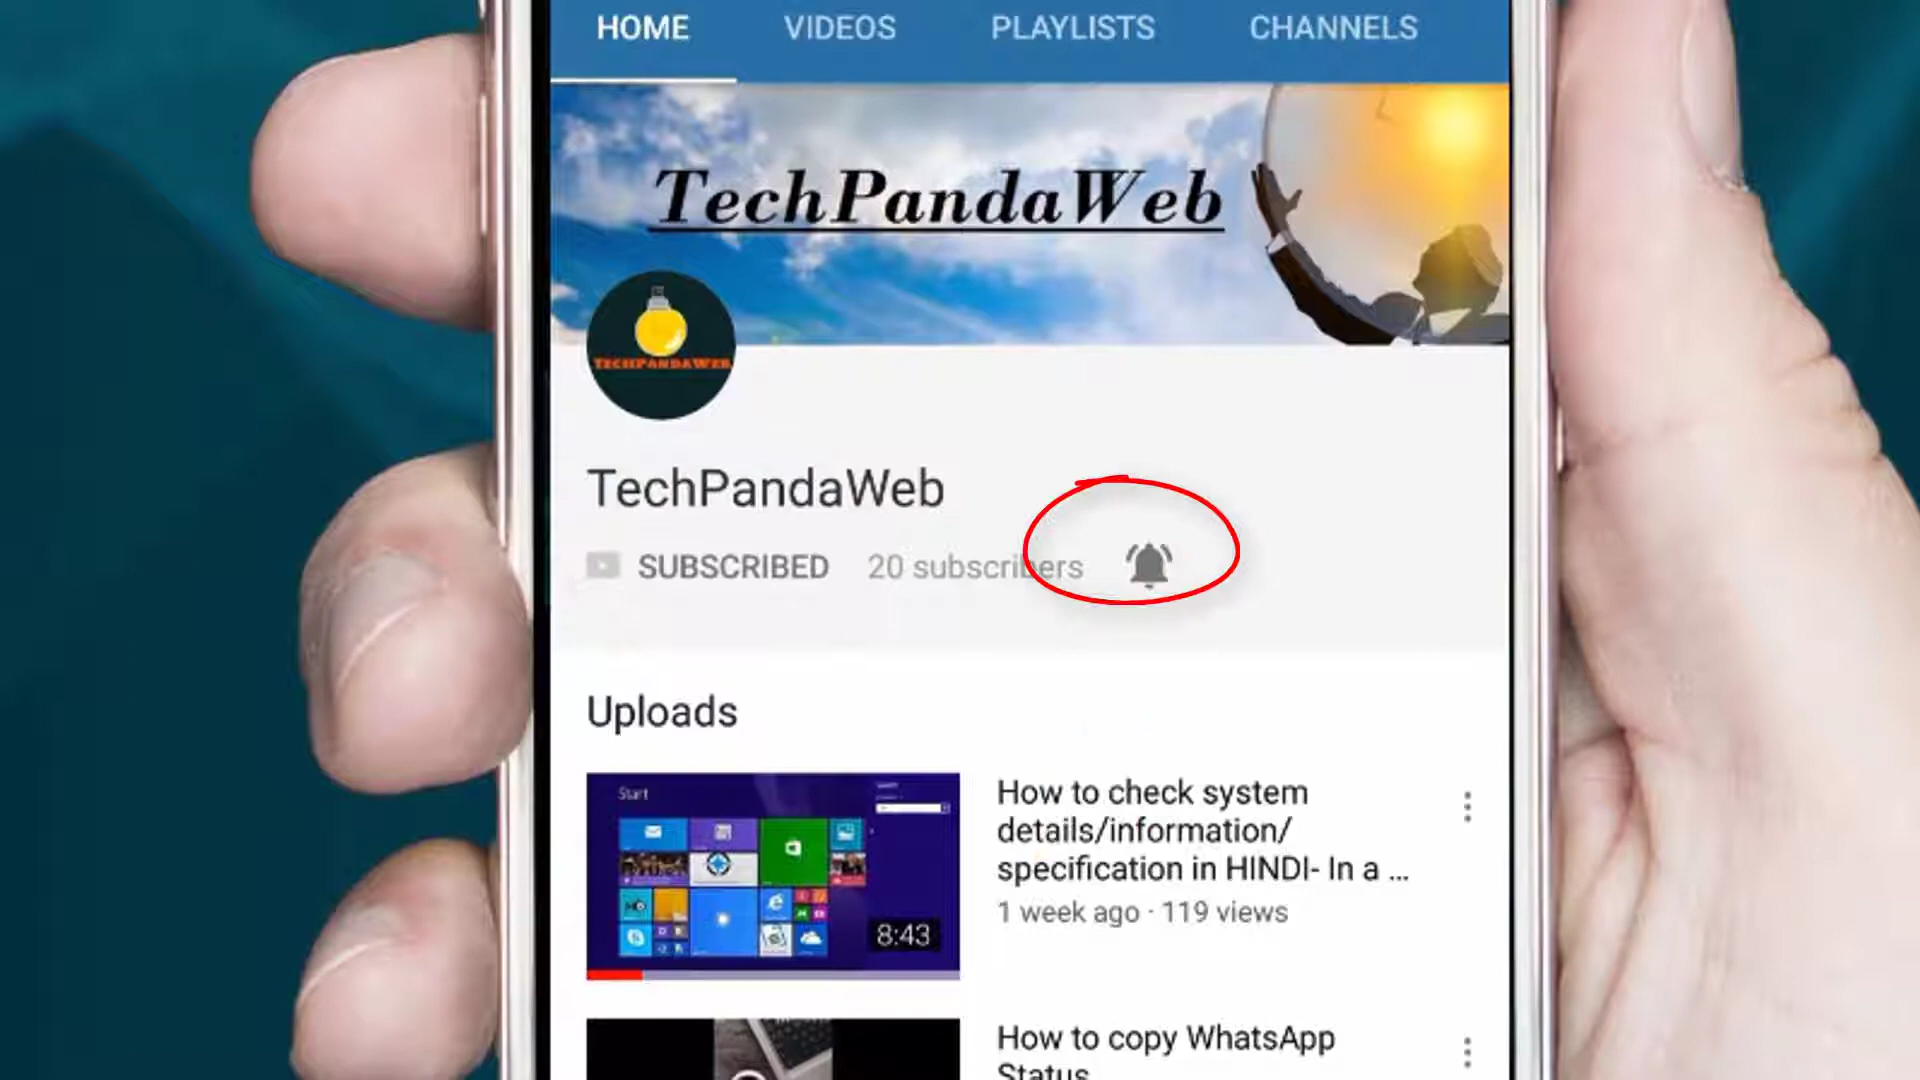 HOME VIDEOS PLAYLISTS CHANNELS
TechPandaWeb
TECHPANDAWEB
TechPandaWeb
SUBSCRIBED 20 subscribers
Uploads
Start
8:43
How to check system
details/information/
specification in HINDI- In a ...
1 week ago · 119 views
How to copy WhatsApp
Status